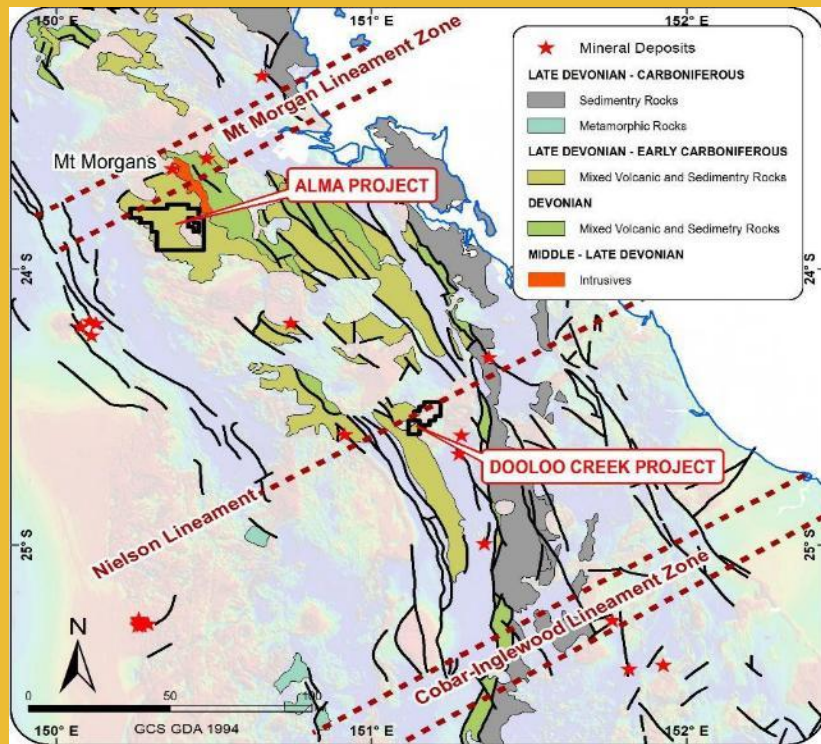 150° E
151° E
152° E
Mineral Deposits
LATE DEVONIAN - CARBONIFEROUS
Sedimentry Rocks
Metamorphic Rocks
LATE DEVONIAN - EARLY CARBONIFEROUS
Mixed Volcanic and Sedimentry Rocks
DEVONIAN
Mixed Volcanic and Sedimetry Rocks
MIDDLE - LATE DEVONIAN
Intrusives
Mt Morgan Lineament Zone
Mt Morgans
ALMA PROJECT
24° S
24° S
DOOLOO CREEK PROJECT
Nielson Lineament
25° S
25° S
Cobar-Inglewood Lineament Zone
N
0
50
100
GCS GDA 1994
150° E
151° E
152° E